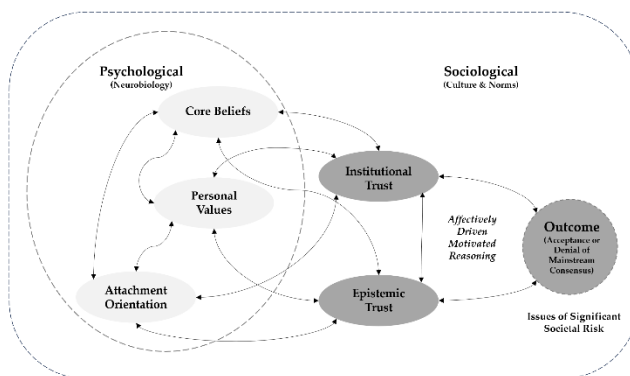 Psychological
(Neurobiology)
Sociological
(Culture & Norms)
Core Beliefs
Personal
Values
Attachment
Orientation
Institutional
Trust
Affectively
Driven
Motivated
Reasoning
Epistemic
Trust
Outcome
(Acceptance or
Denial of
Mainstream
Consensus)
Issues of Significant
Societal Risk